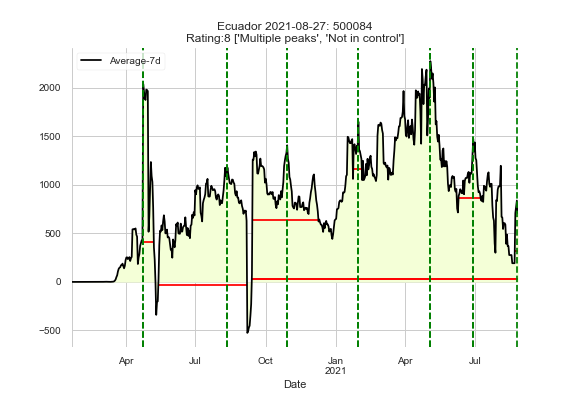 Ecuador 2021-08-27: 500084
Rating:8 ['Multiple peaks', 'Not in control']
Average-7d
2000
1500
1000
500
0
−500
Apr
Jul
Oct
Jan
2021
Apr
Jul
Date